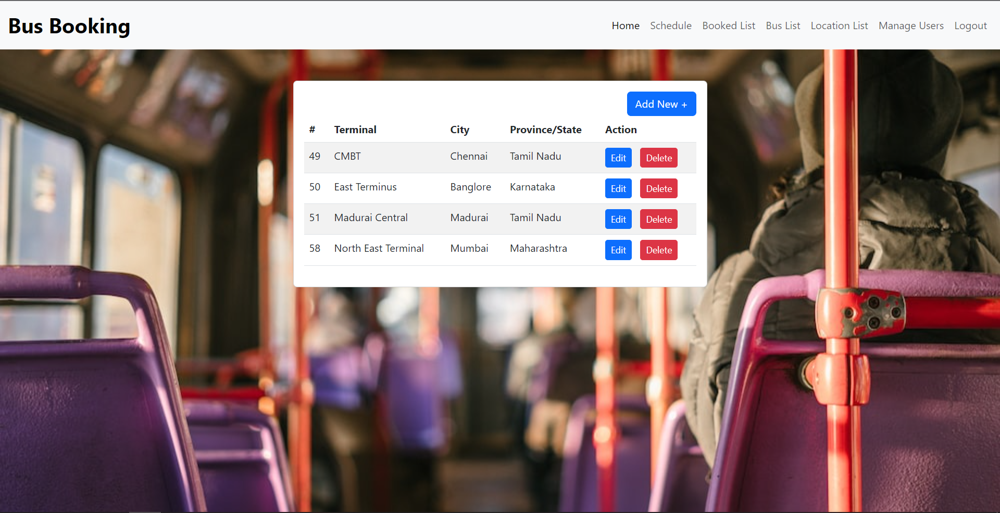 Bus Booking
Home Schedule Booked List Bus List Location List Manage Users Logout
Add New +
# Terminal City Province/State Action
49 CMBT Chennai Tamil Nadu Edit Delete
50 East Terminus Banglore Karnataka Edit Delete
51 Madurai Central Madurai Tamil Nadu Edit Delete
58 North East Terminal Mumbai Maharashtra Edit Delete